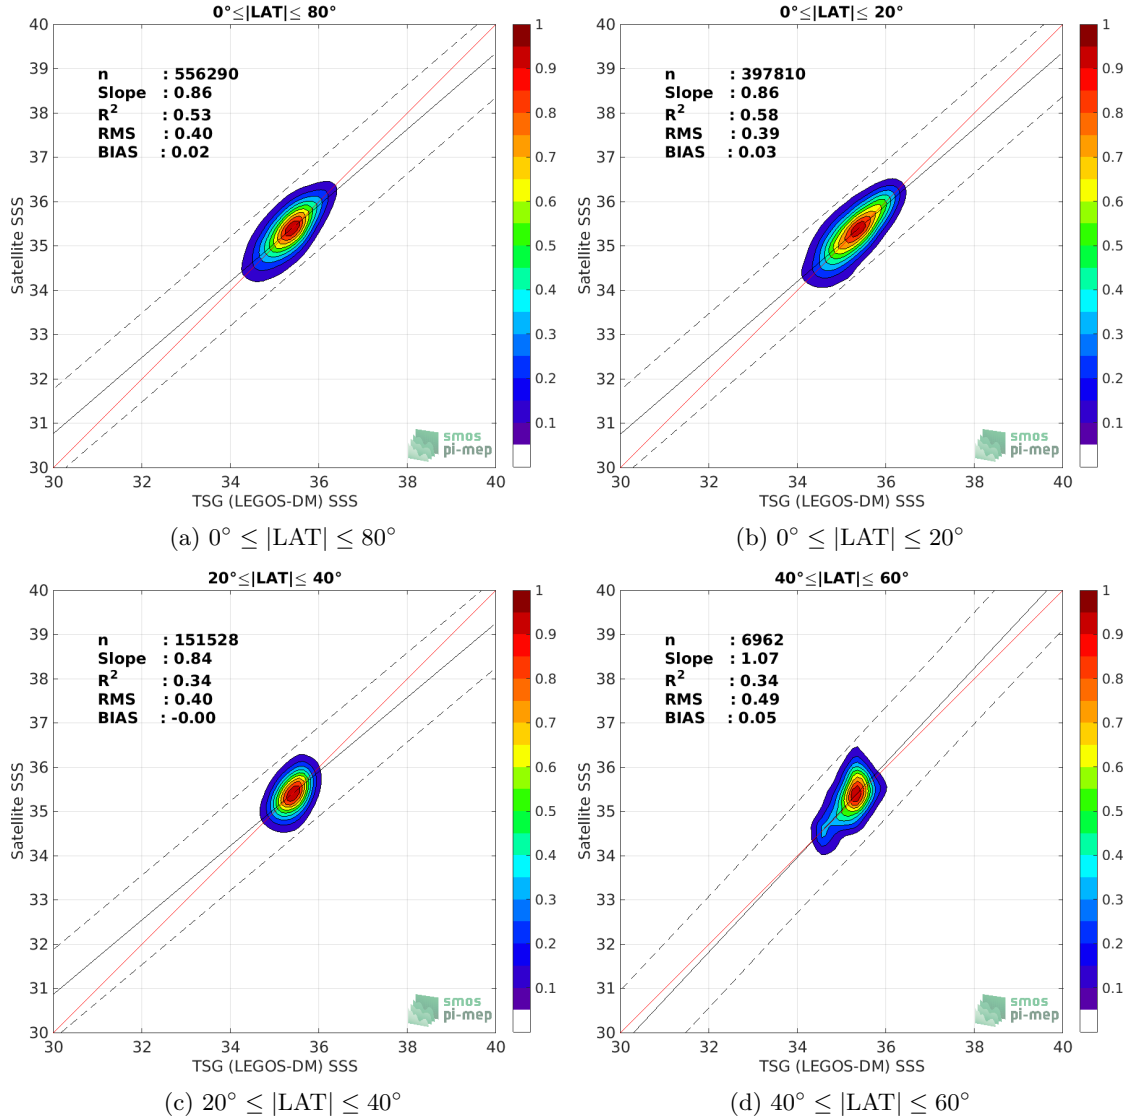 0°≤|LAT|≤ 80°
40
39
38
37
36
35
34
33
32
31
30
n : 556290
Slope : 0.86
R² : 0.53
RMS : 0.40
BIAS : 0.02
Satellite SSS
30 32 34 36 38 40
TSG (LEGOS-DM) SSS
smos
pi-mep
1
0.9
0.8
0.7
0.6
0.5
0.4
0.3
0.2
0.1
(a) 0° ≤ |LAT| ≤ 80°
0°≤|LAT|≤ 20°
40
39
38
37
36
35
34
33
32
31
30
n : 397810
Slope : 0.86
R² : 0.58
RMS : 0.39
BIAS : 0.03
Satellite SSS
30 32 34 36 38 40
TSG (LEGOS-DM) SSS
smos
pi-mep
1
0.9
0.8
0.7
0.6
0.5
0.4
0.3
0.2
0.1
(b) 0° ≤ |LAT| ≤ 20°
20°≤|LAT|≤ 40°
40
39
38
37
36
35
34
33
32
31
30
n : 151528
Slope : 0.84
R² : 0.34
RMS : 0.40
BIAS : -0.00
Satellite SSS
30 32 34 36 38 40
TSG (LEGOS-DM) SSS
smos
pi-mep
1
0.9
0.8
0.7
0.6
0.5
0.4
0.3
0.2
0.1
(c) 20° ≤ |LAT| ≤ 40°
40°≤|LAT|≤ 60°
40
39
38
37
36
35
34
33
32
31
30
n : 6962
Slope : 1.07
R² : 0.34
RMS : 0.49
BIAS : 0.05
Satellite SSS
30 32 34 36 38 40
TSG (LEGOS-DM) SSS
smos
pi-mep
1
0.9
0.8
0.7
0.6
0.5
0.4
0.3
0.2
0.1
(d) 40° ≤ |LAT| ≤ 60°